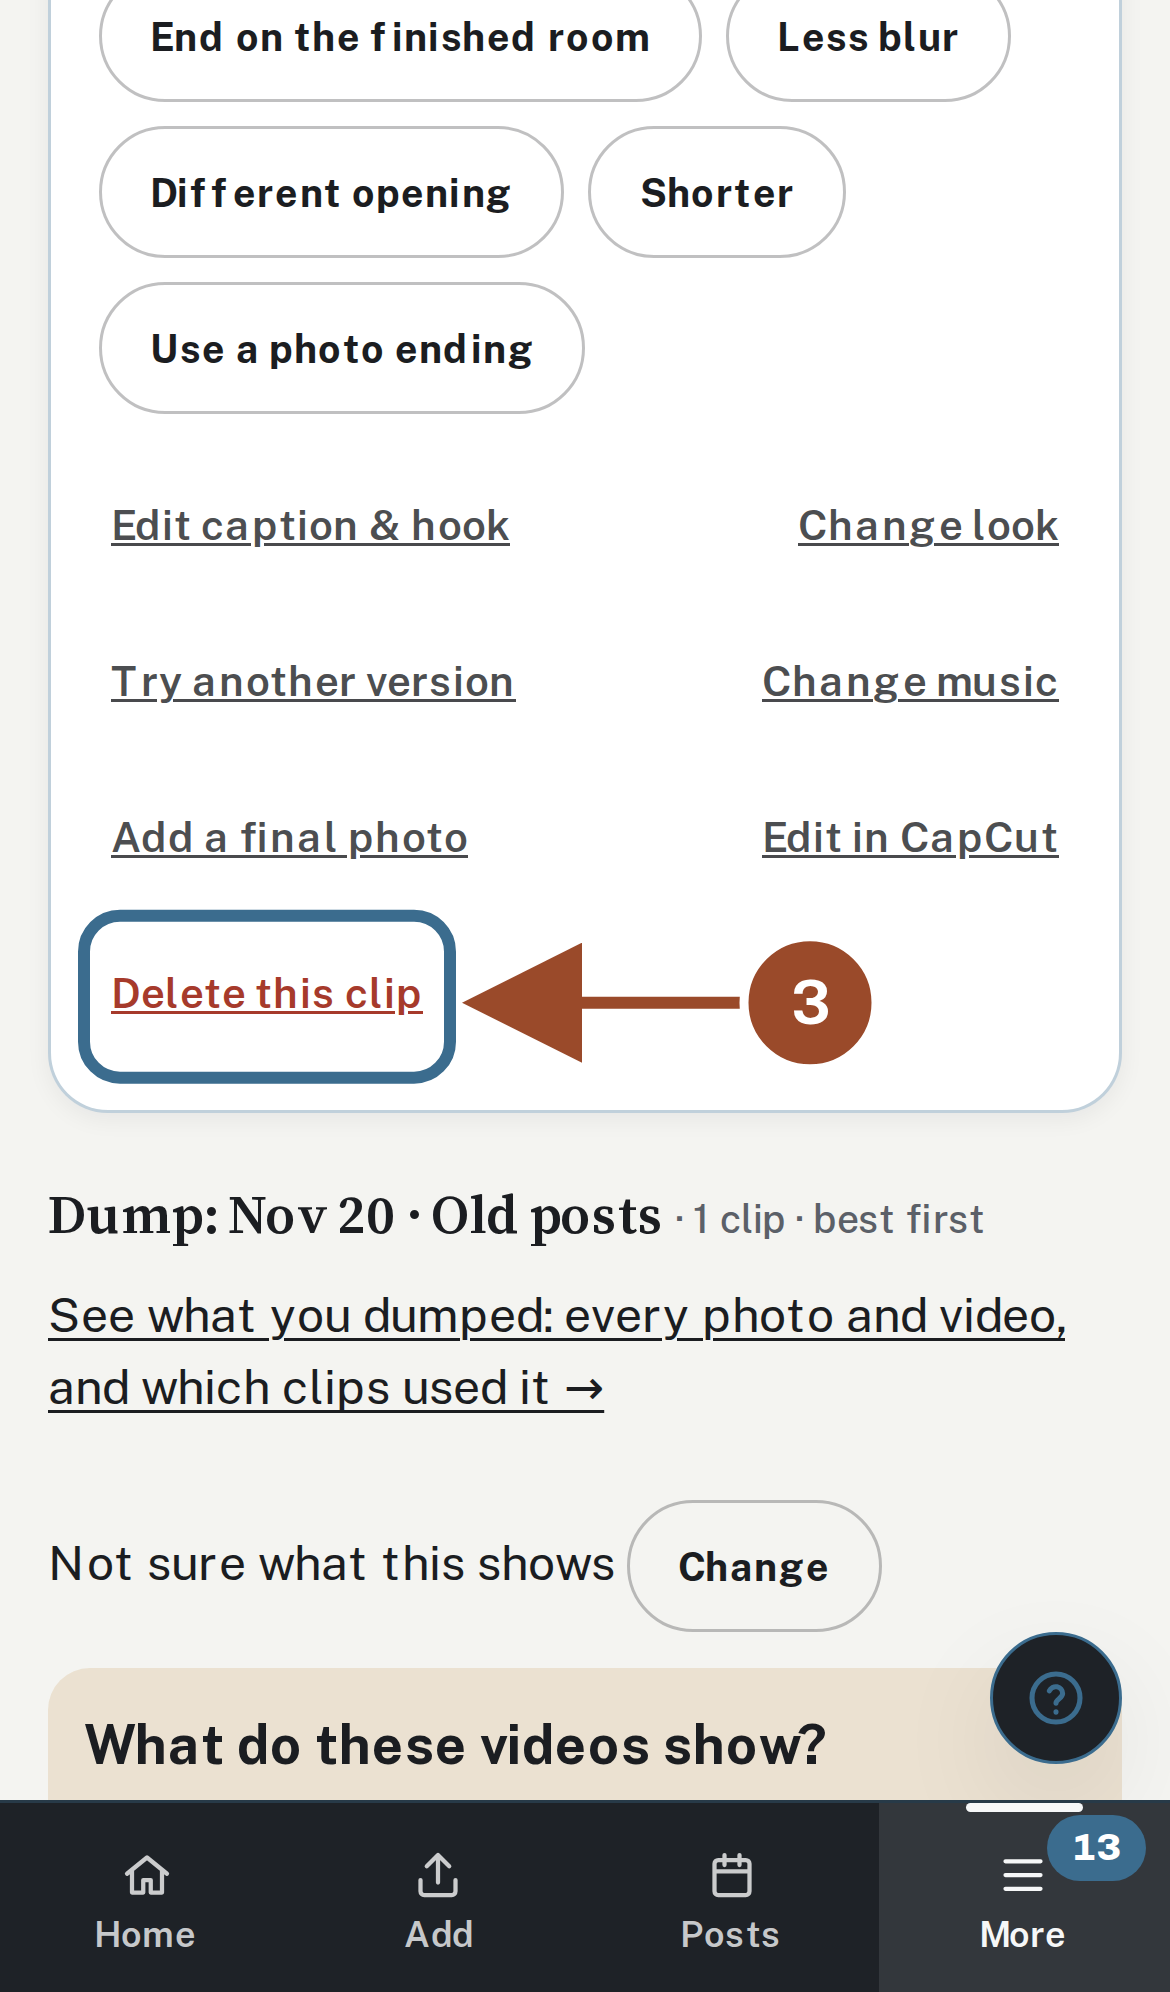 End on the finished room
Less blur
Different opening
Shorter
Use a photo ending
Edit caption & hook
Change look
Try another version
Change music
Add a final photo
Edit in CapCut
Delete this clip
3
Dump: Nov 20 · Old posts · 1 clip · best first
See what you dumped: every photo and video,
and which clips used it →
Not sure what this shows
Change
What do these videos show?
13
Home
Add
Posts
More